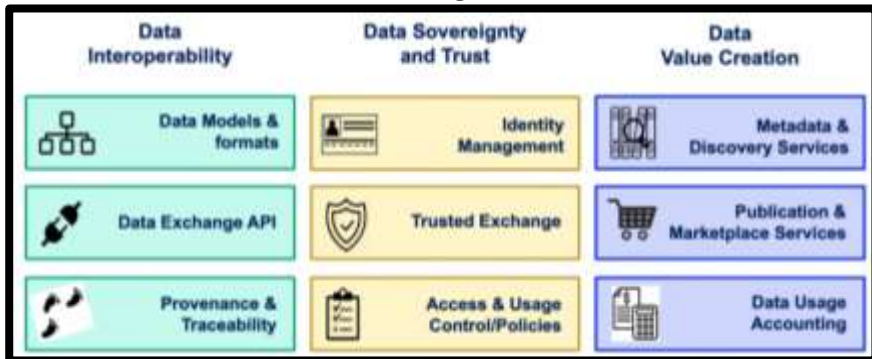 Data
Interoperability
Data Sovereignty
and Trust
Data
Value Creation
Data Models &
formats
Identity
Management
Metadata &
Discovery Services
Data Exchange API
Trusted Exchange
Publication &
Marketplace Services
Provenance &
Traceability
Access & Usage
Control/Policies
Data Usage
Accounting